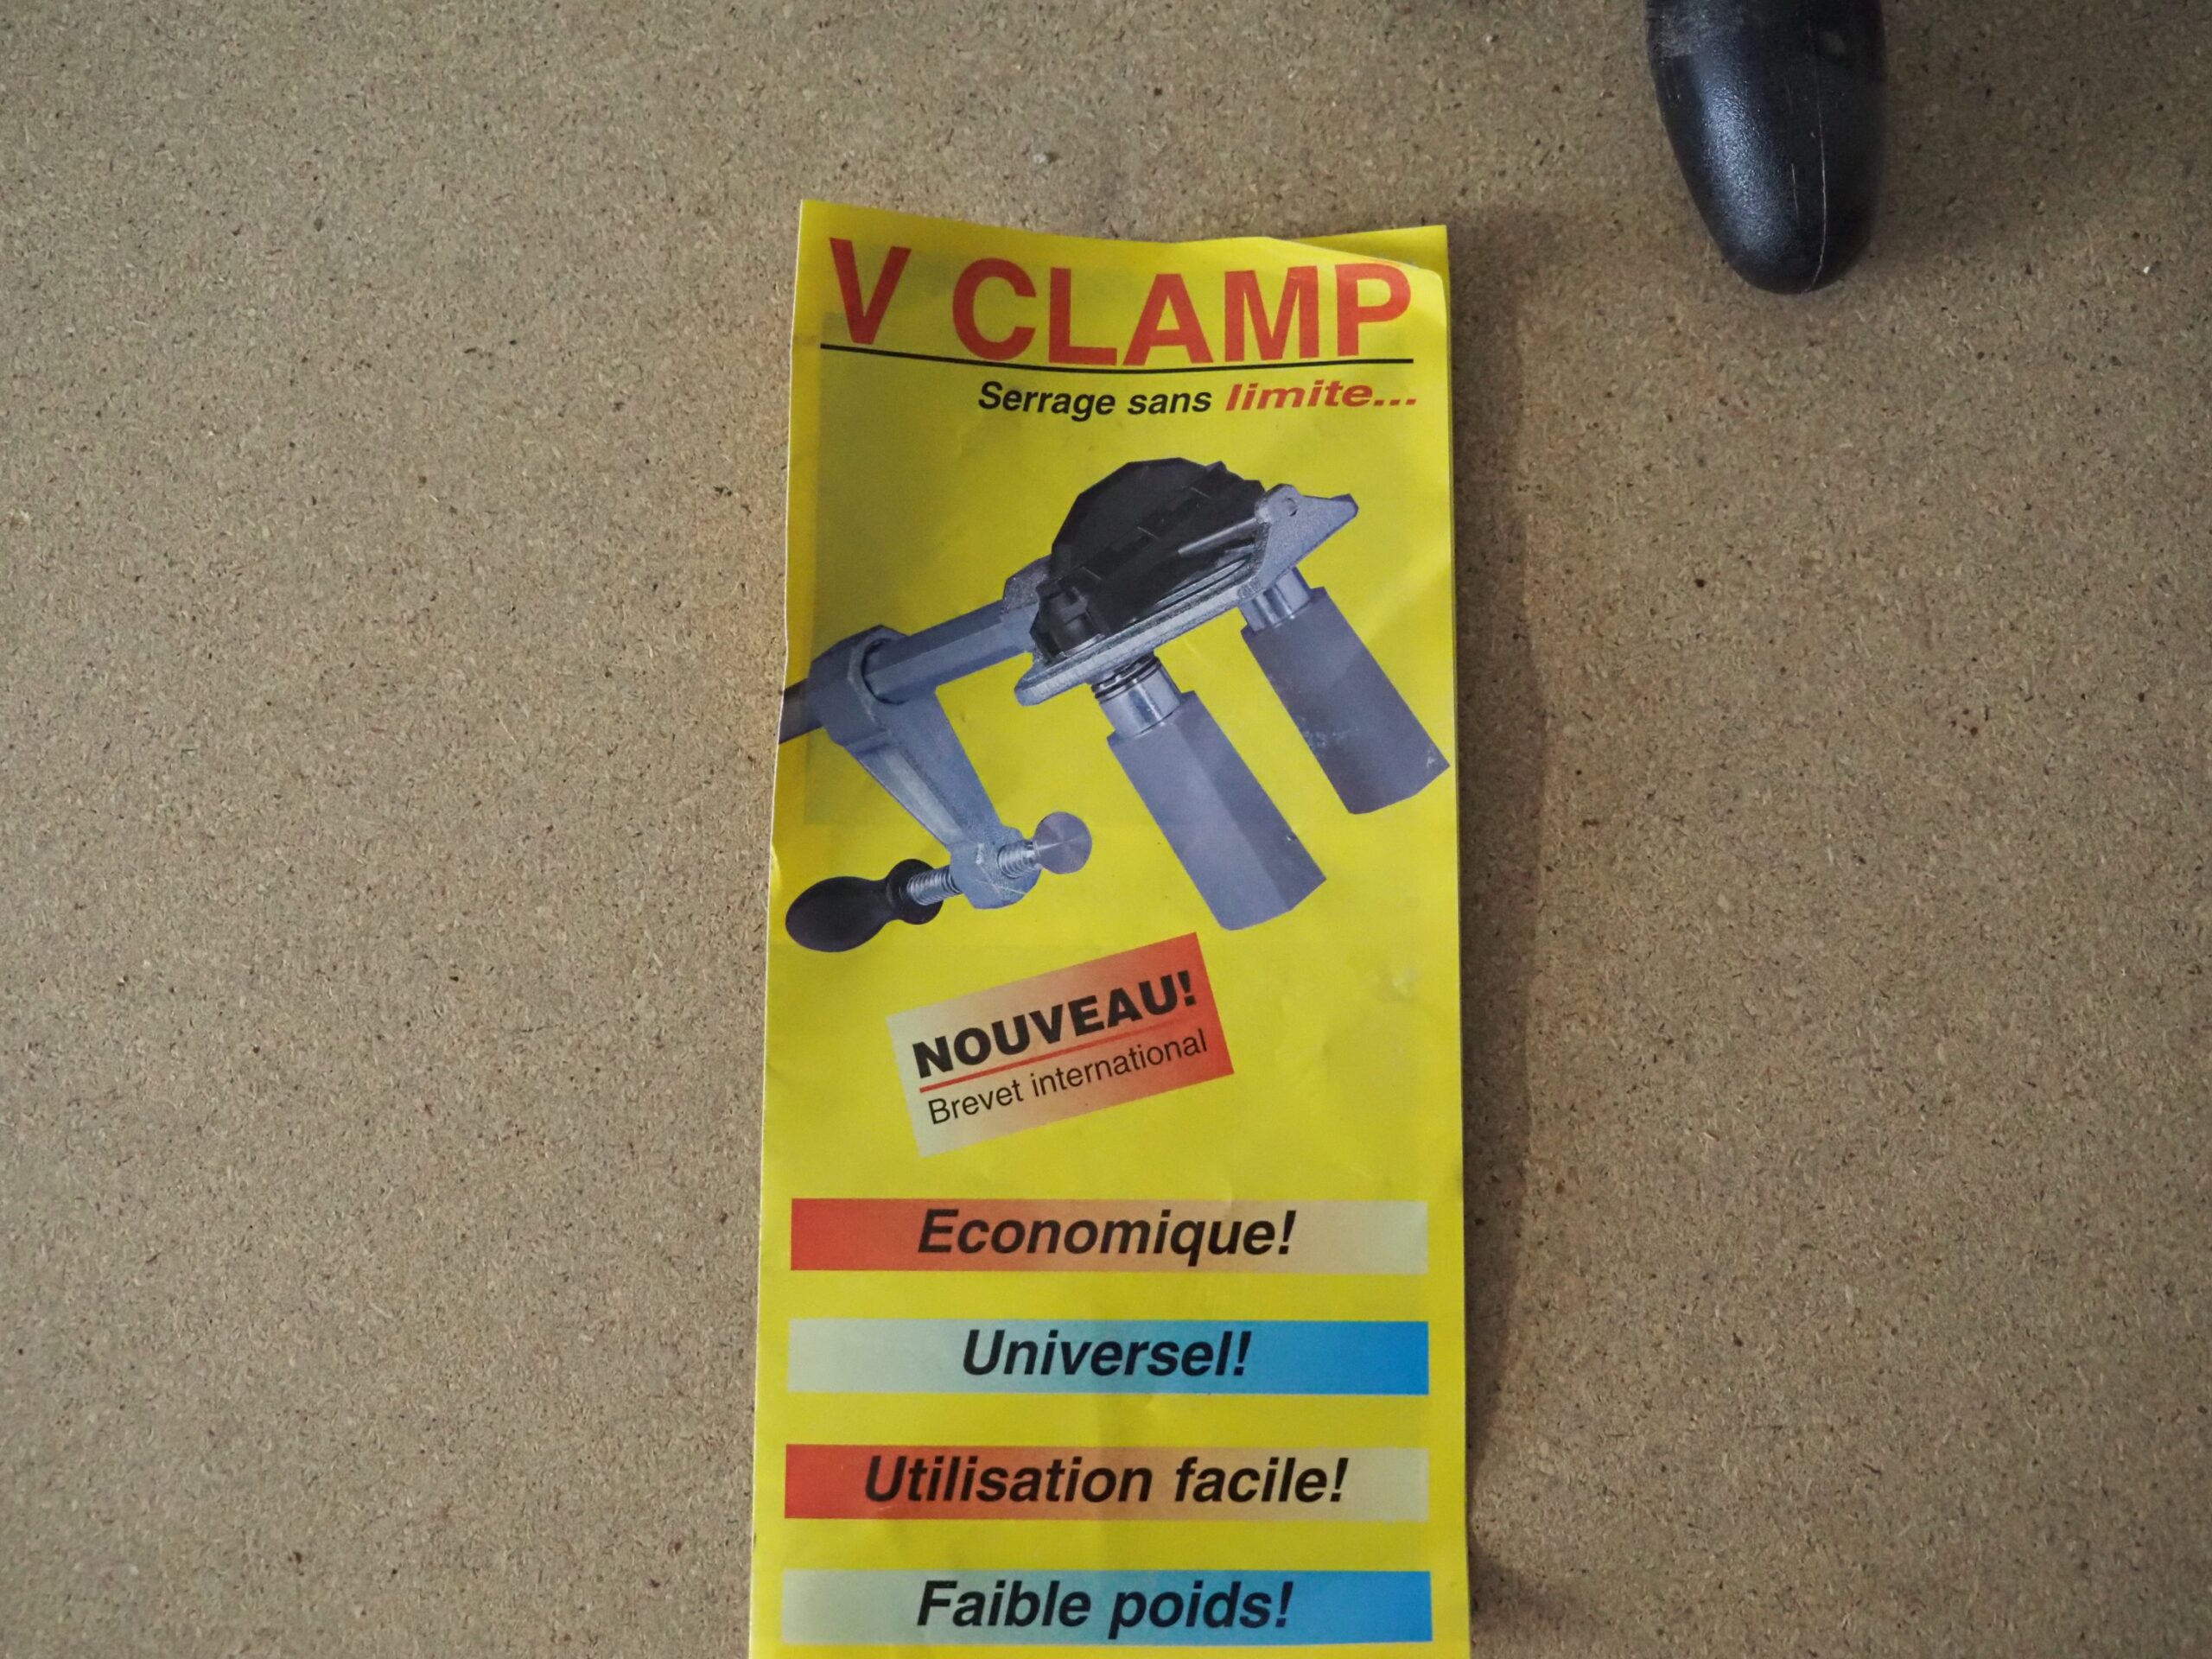 V CLAMP
Serrage sans limite...
NOUVEAU!
Brevet international
Economique!
Universel!
Utilisation facile!
Faible poids!